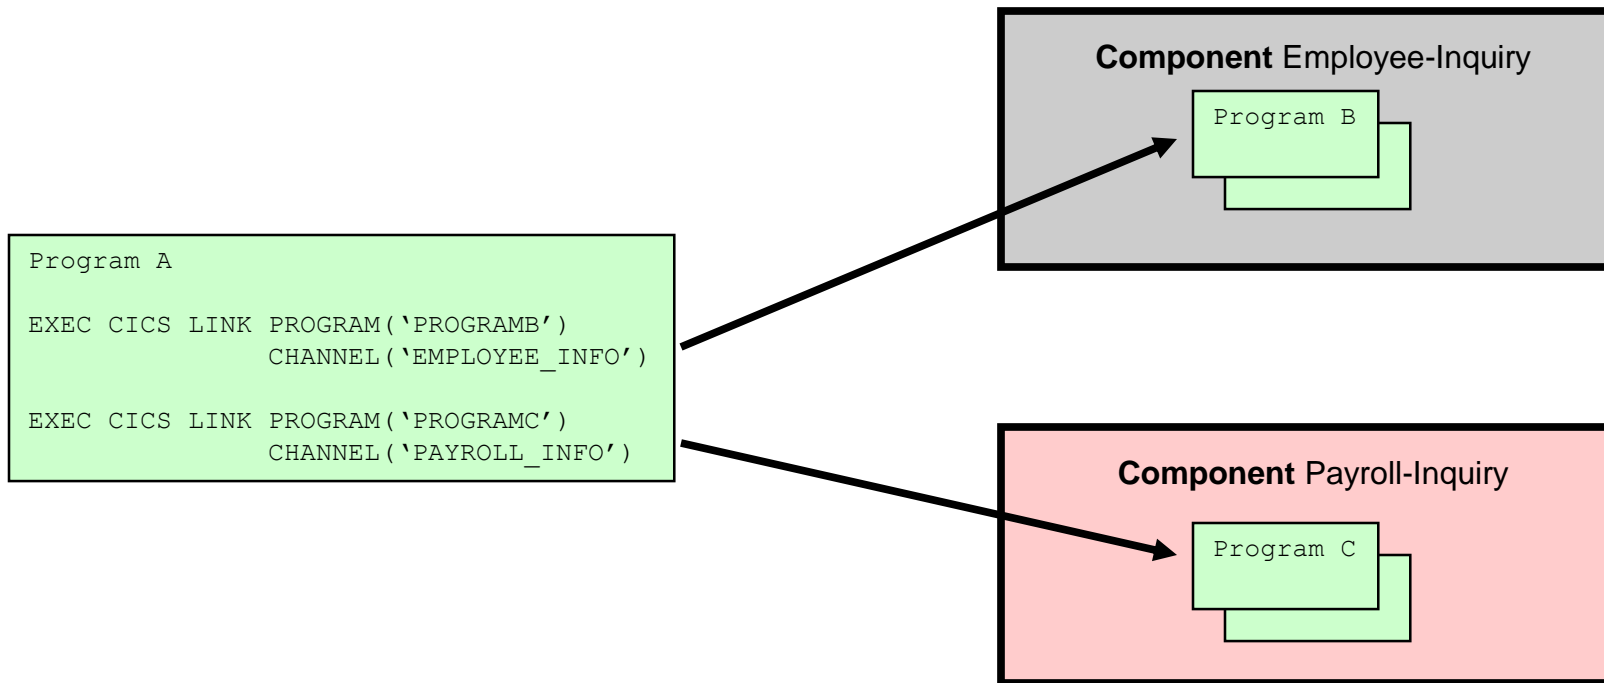 Component Employee-Inquiry
Program B
Program A
EXEC CICS LINK PROGRAM(‘PROGRAMB’)
CHANNEL(‘EMPLOYEE_INFO’)
EXEC CICS LINK PROGRAM(‘PROGRAMC’)
CHANNEL(‘PAYROLL_INFO’)
Component Payroll-Inquiry
Program C